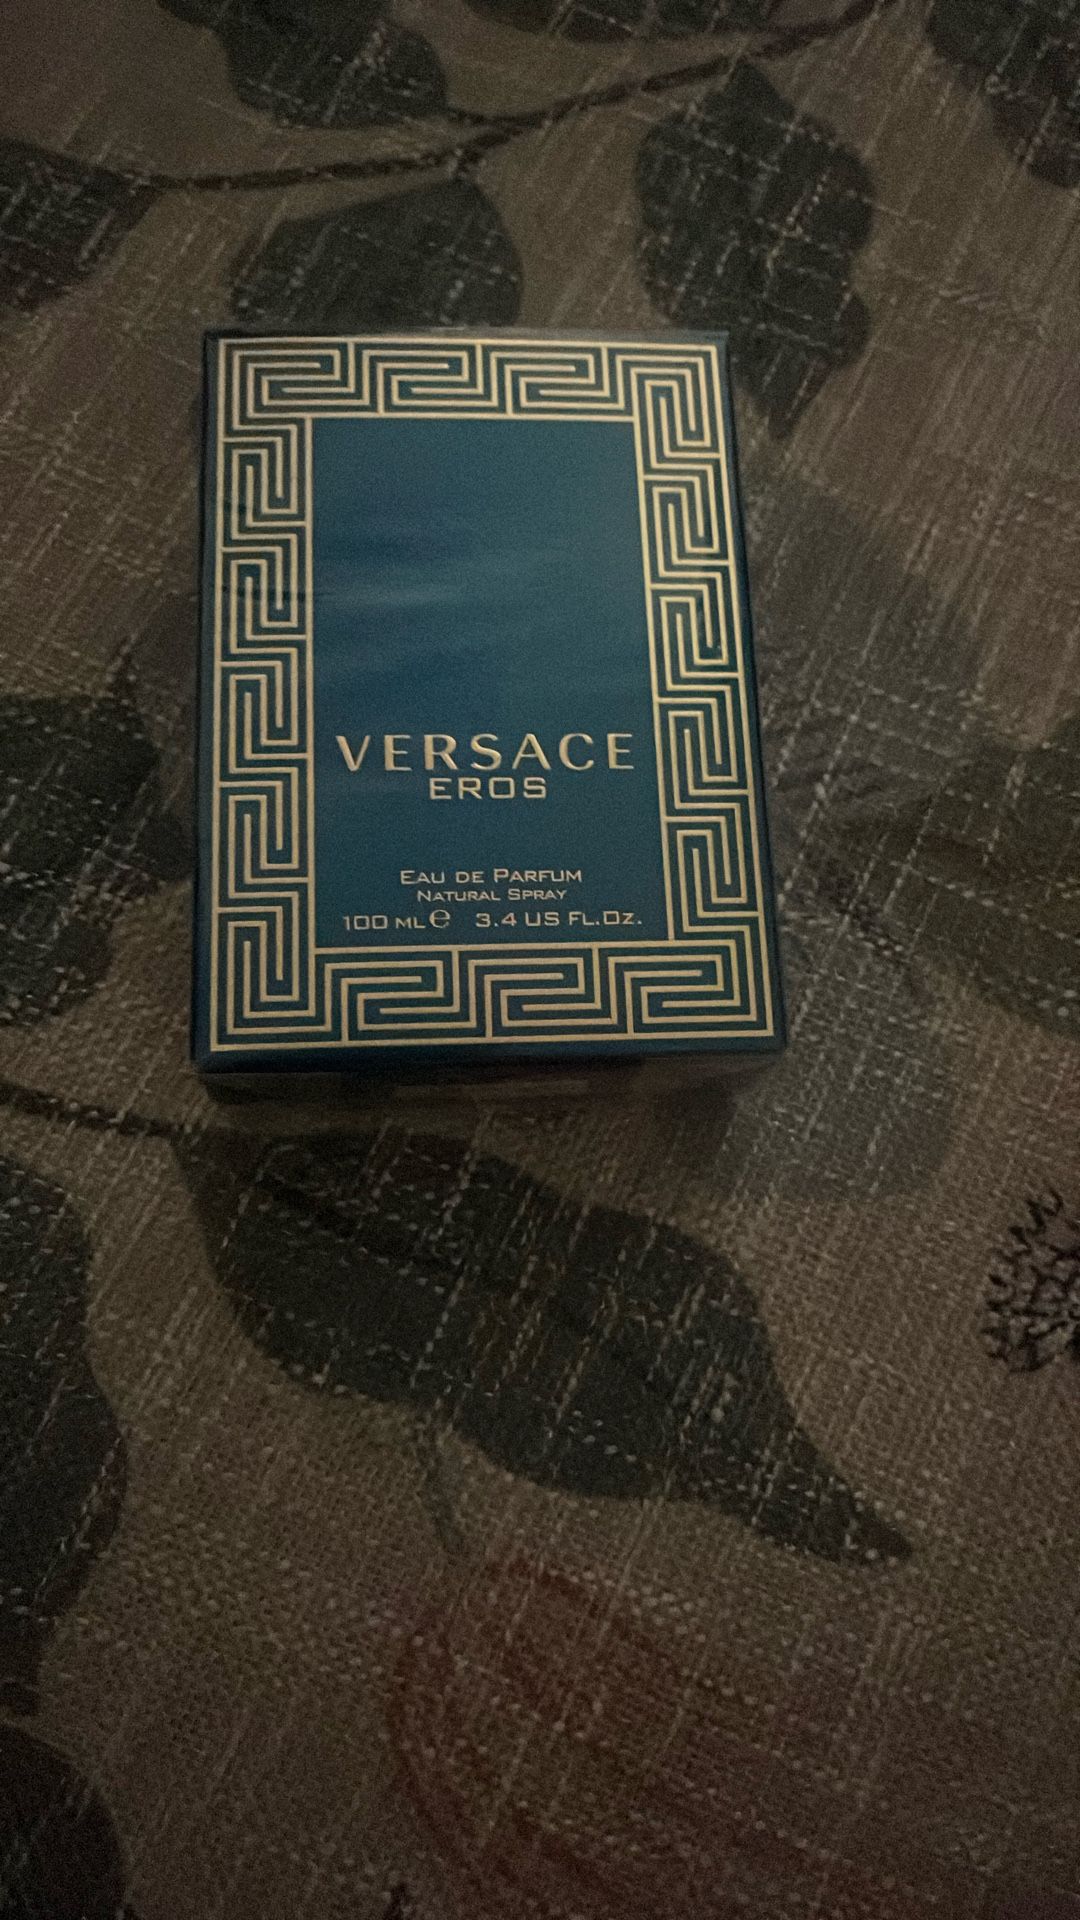 VERSACE
EROS
EAU DE PARFUM
NATURAL SPRAY
100 ML ℮ 3.4 US FL.OZ.